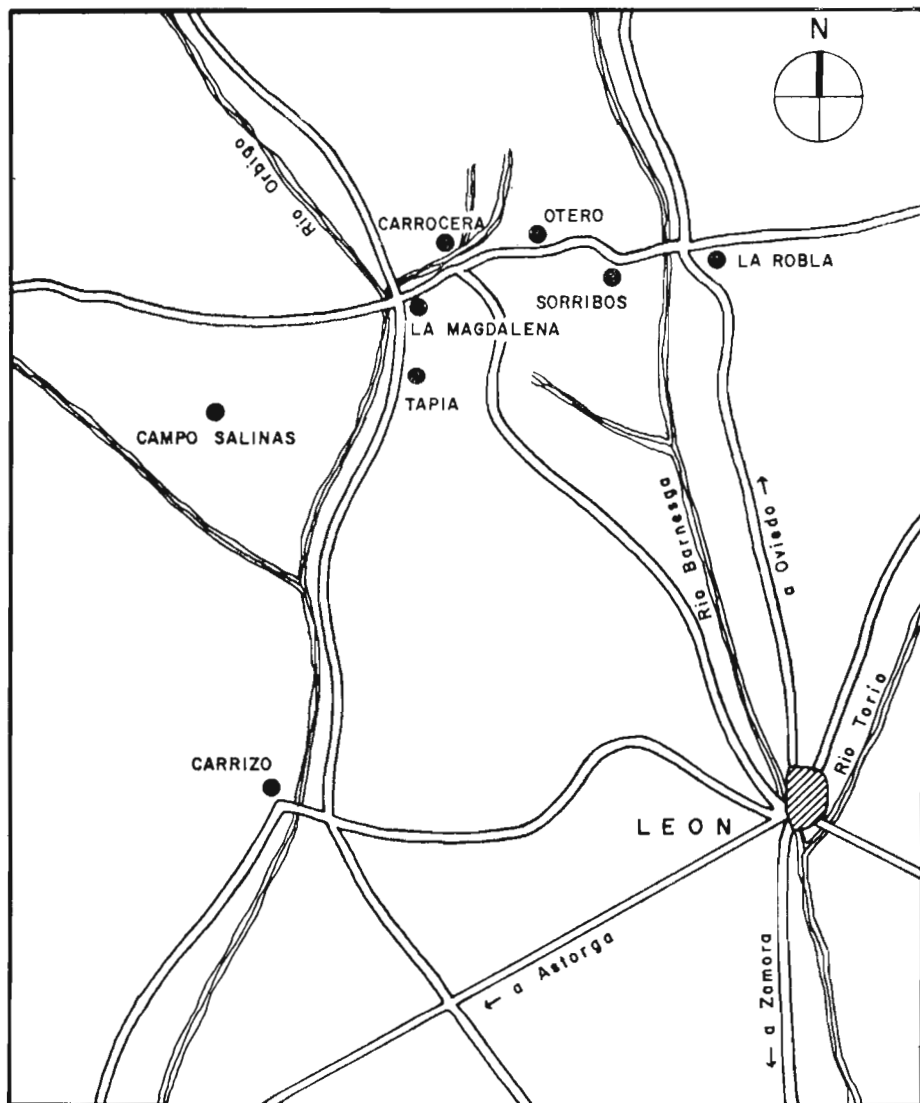 N
Rio Orbigo
CARROCERA
OTERO
LA ROBLA
SORRIBOS
LA MAGDALENA
TAPIA
CAMPO SALINAS
Rio Barnesga
a Oviedo
Rio Torio
CARRIZO
LEON
a Astorga
a Zamora